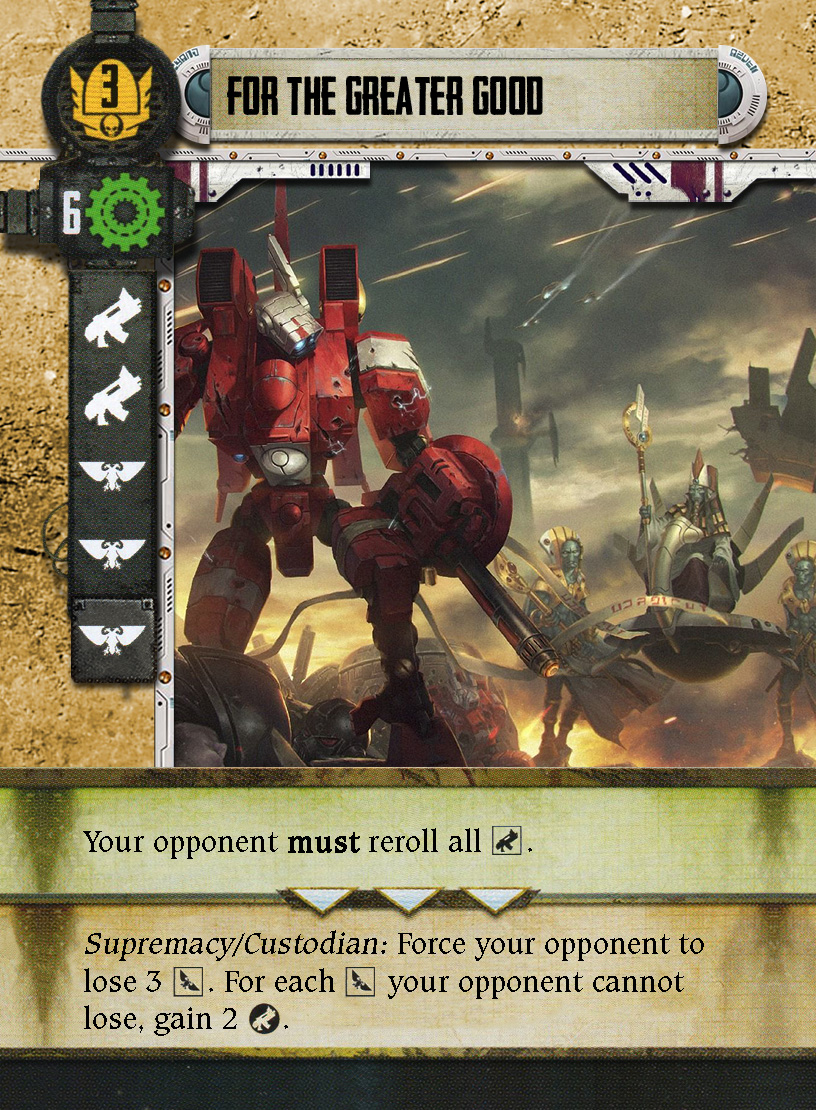 3
FOR THE GREATER GOOD
6
Your opponent must reroll all .
Supremacy/Custodian: Force your opponent to
lose 3 . For each your opponent cannot
lose, gain 2 .